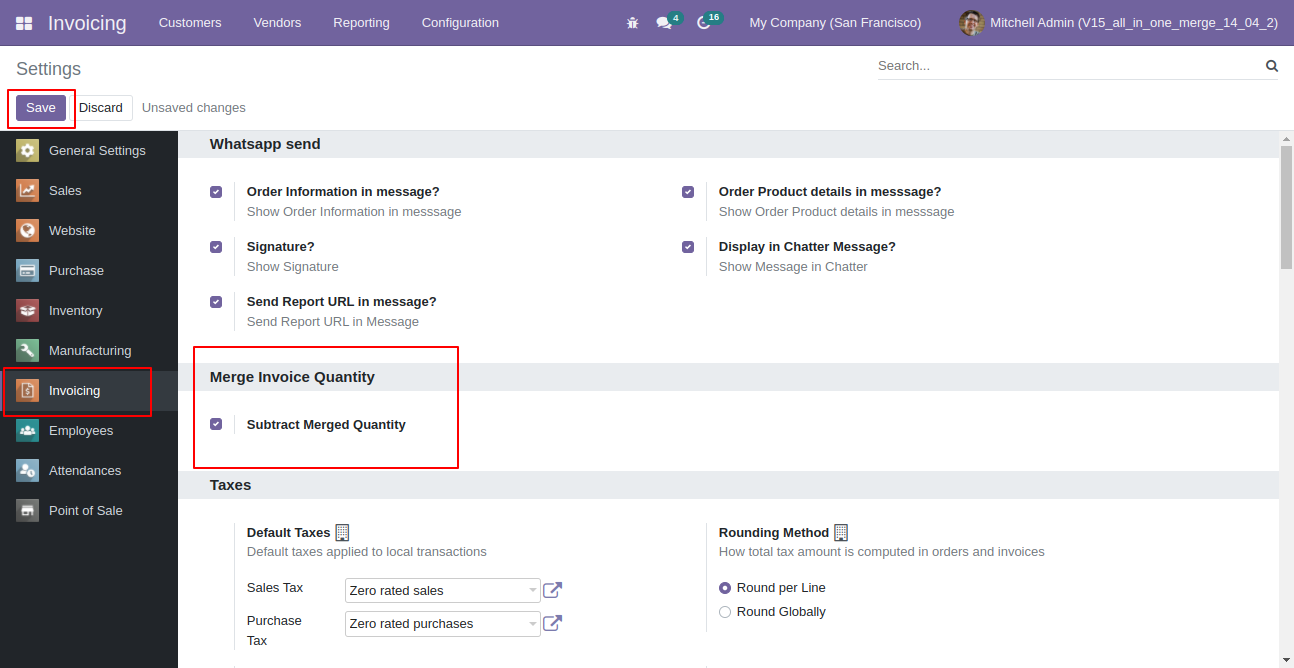 Invoicing Customers Vendors Reporting Configuration 4 16 My Company (San Francisco) Mitchell Admin (V15_all_in_one_merge_14_04_2)
Settings Search...
Save Discard Unsaved changes
General Settings
Sales
Website
Purchase
Inventory
Manufacturing
Invoicing
Employees
Attendances
Point of Sale
Whatsapp send
Order Information in message?
Show Order Information in messsage
Order Product details in messsage?
Show Order Product details in messsage
Signature?
Show Signature
Display in Chatter Message?
Show Message in Chatter
Send Report URL in message?
Send Report URL in Message
Merge Invoice Quantity
Subtract Merged Quantity
Taxes
Default Taxes
Default taxes applied to local transactions
Sales Tax Zero rated sales
Purchase Tax Zero rated purchases
Rounding Method
How total tax amount is computed in orders and invoices
Round per Line
Round Globally